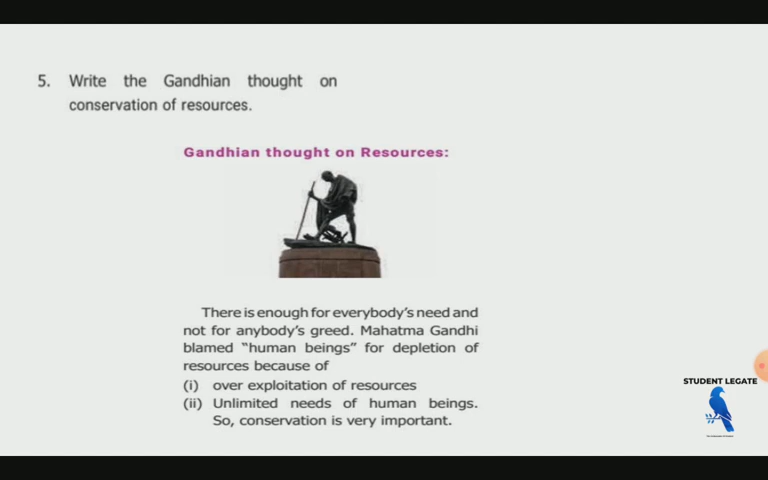 5. Write the Gandhian thought on
conservation of resources.
Gandhian thought on Resources:
There is enough for everybody's need and
not for anybody's greed. Mahatma Gandhi
blamed "human beings" for depletion of
resources because of
(i) over exploitation of resources
(ii) Unlimited needs of human beings.
So, conservation is very important.
STUDENT LEGATE